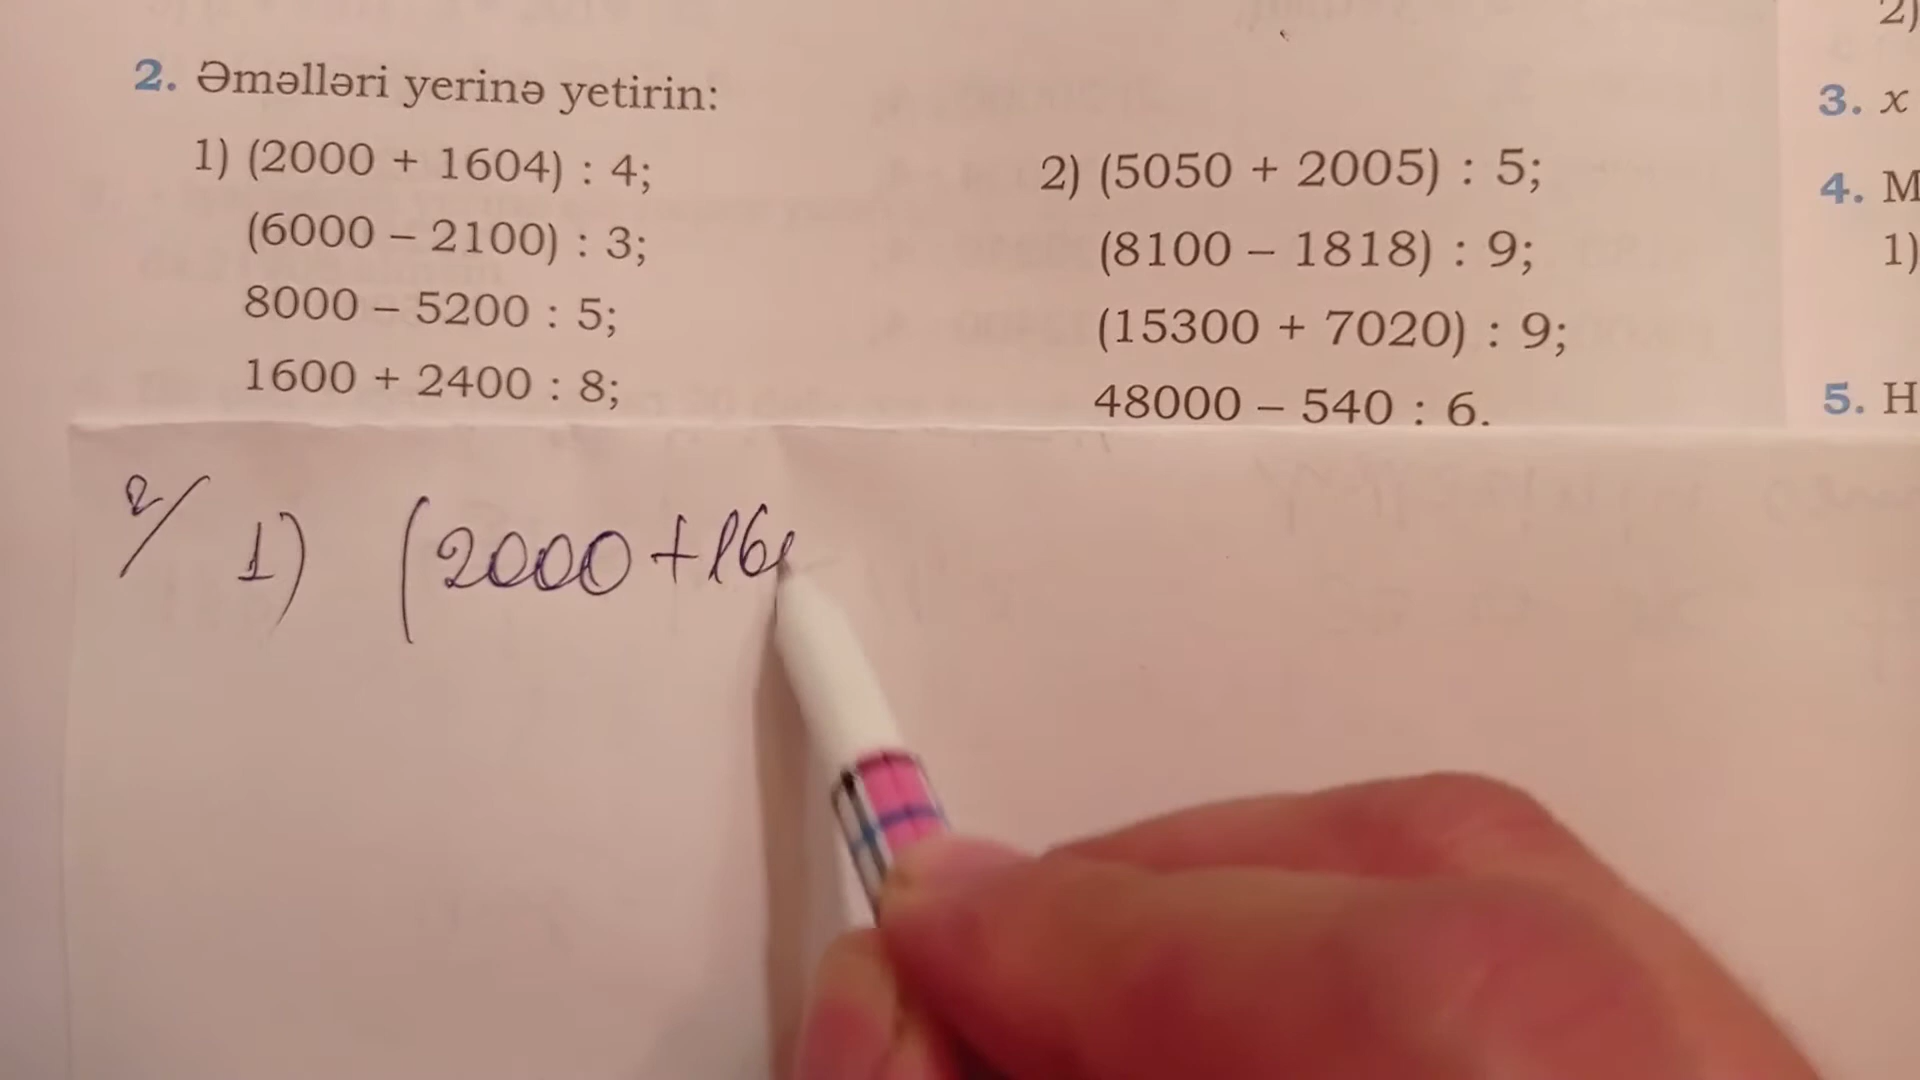 2. Əməlləri yerinə yetirin:
1) (2000 + 1604) : 4;
(6000 – 2100) : 3;
8000 – 5200 : 5;
1600 + 2400 : 8;
2) (5050 + 2005) : 5;
(8100 – 1818) : 9;
(15300 + 7020) : 9;
48000 – 540 : 6.
2)
3. x
4. M
1)
5. H
2/ 1) (2000 + 16